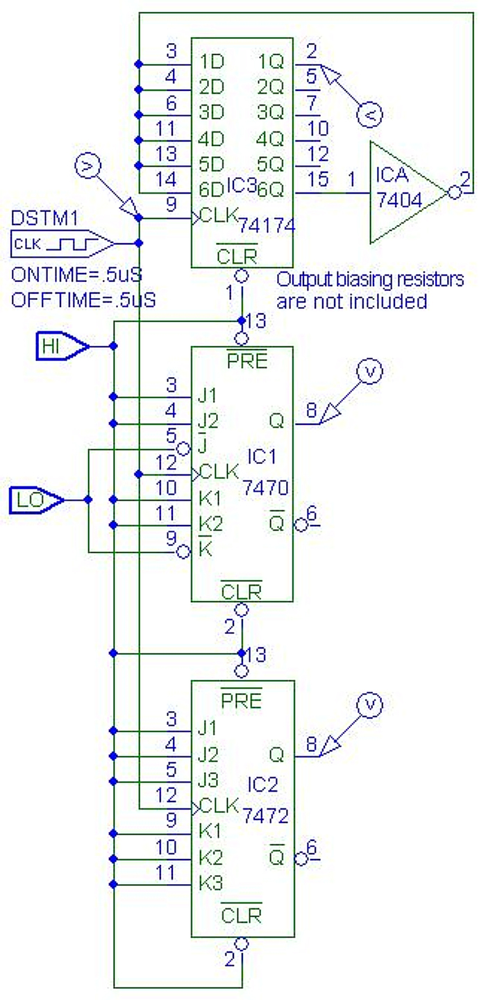 3 1D 1Q 2
4 2D 2Q 5
6 3D 3Q 7
11 4D 4Q 10
13 5D 5Q 12
14 6D IC3 6Q 15 1 ICA 7404 2
V
V
9 CLK 74174
DSTM1
CLK
CLR
ONTIME=.5uS
OFFTIME=.5uS
1
Output biasing resistors
are not included
13
HI
PRE
V
3 J1
4 J2 Q 8
5 J
IC1
12 CLK
7470
10 K1
LO
11 K2 Q 6
9 K
CLR
2
13
PRE
V
3 J1
4 J2 Q 8
5 J3
IC2
12 CLK
7472
9 K1
10 K2 Q 6
11 K3
CLR
2